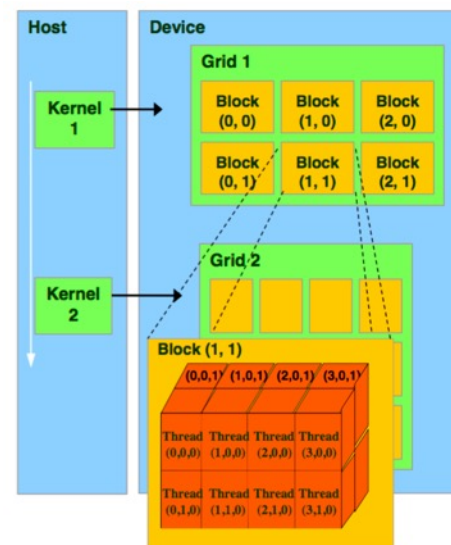 Host
Device
Grid 1
Kernel
1
Block
(0, 0)
Block
(1, 0)
Block
(2, 0)
Block
(0, 1)
Block
(1, 1)
Block
(2, 1)
Kernel
2
Grid 2
Block (1, 1)
(0,0,1) (1,0,1) (2,0,1) (3,0,1)
Thread Thread Thread Thread
(0,0,0) (1,0,0) (2,0,0) (3,0,0)
Thread Thread Thread Thread
(0,1,0) (1,1,0) (2,1,0) (3,1,0)